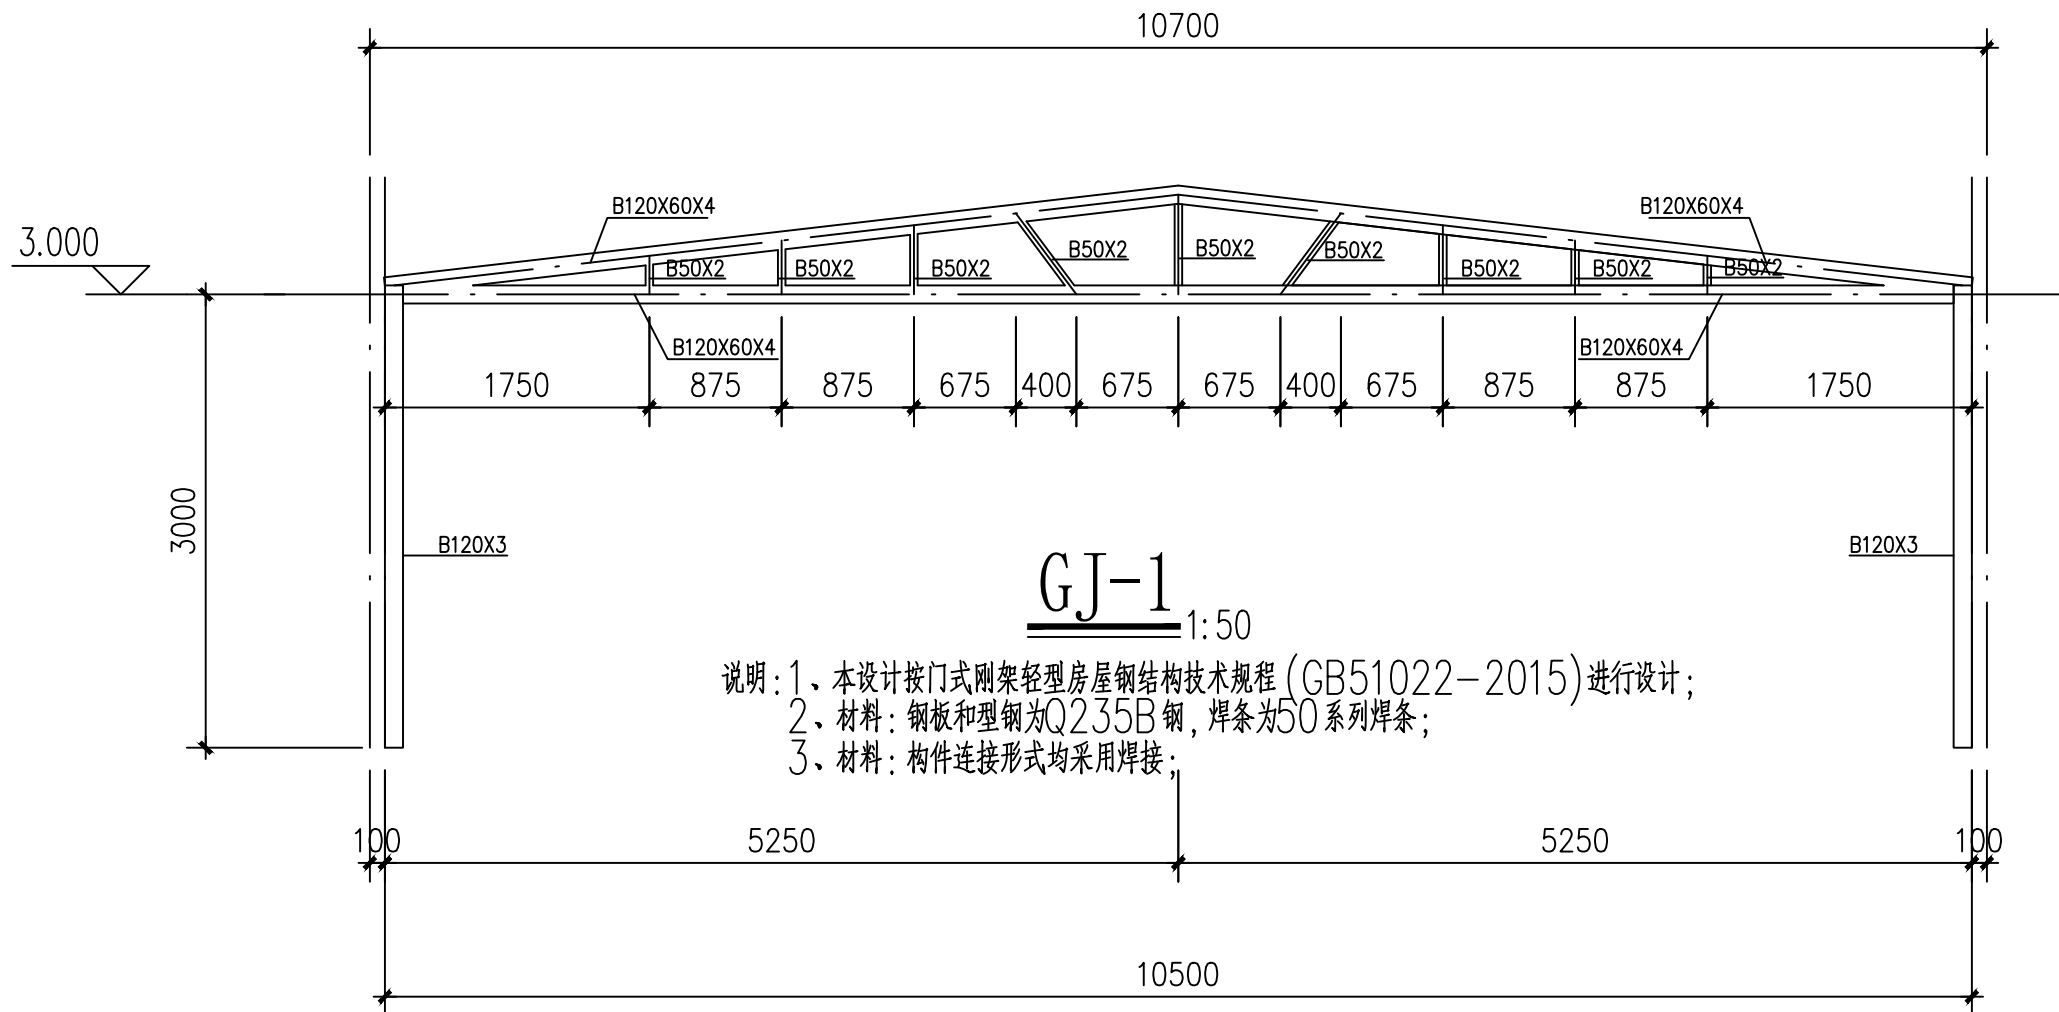 10700
B120X60X4
B120X60X4
3.000
B50X2
B50X2
B50X2
B50X2
B50X2
B50X2
B50X2
B50X2
B50X2
B120X60X4
B120X60X4
1750
875
875
675
400
675
675
400
675
875
875
1750
3000
B120X3
B120X3
GJ-1
1:50
说明:1、本设计按门式刚架轻型房屋钢结构技术规程(GB51022-2015)进行设计;
2、材料:钢板和型钢为Q235B钢,焊条为50系列焊条;
3、材料:构件连接形式均采用焊接;
100
5250
5250
100
10500